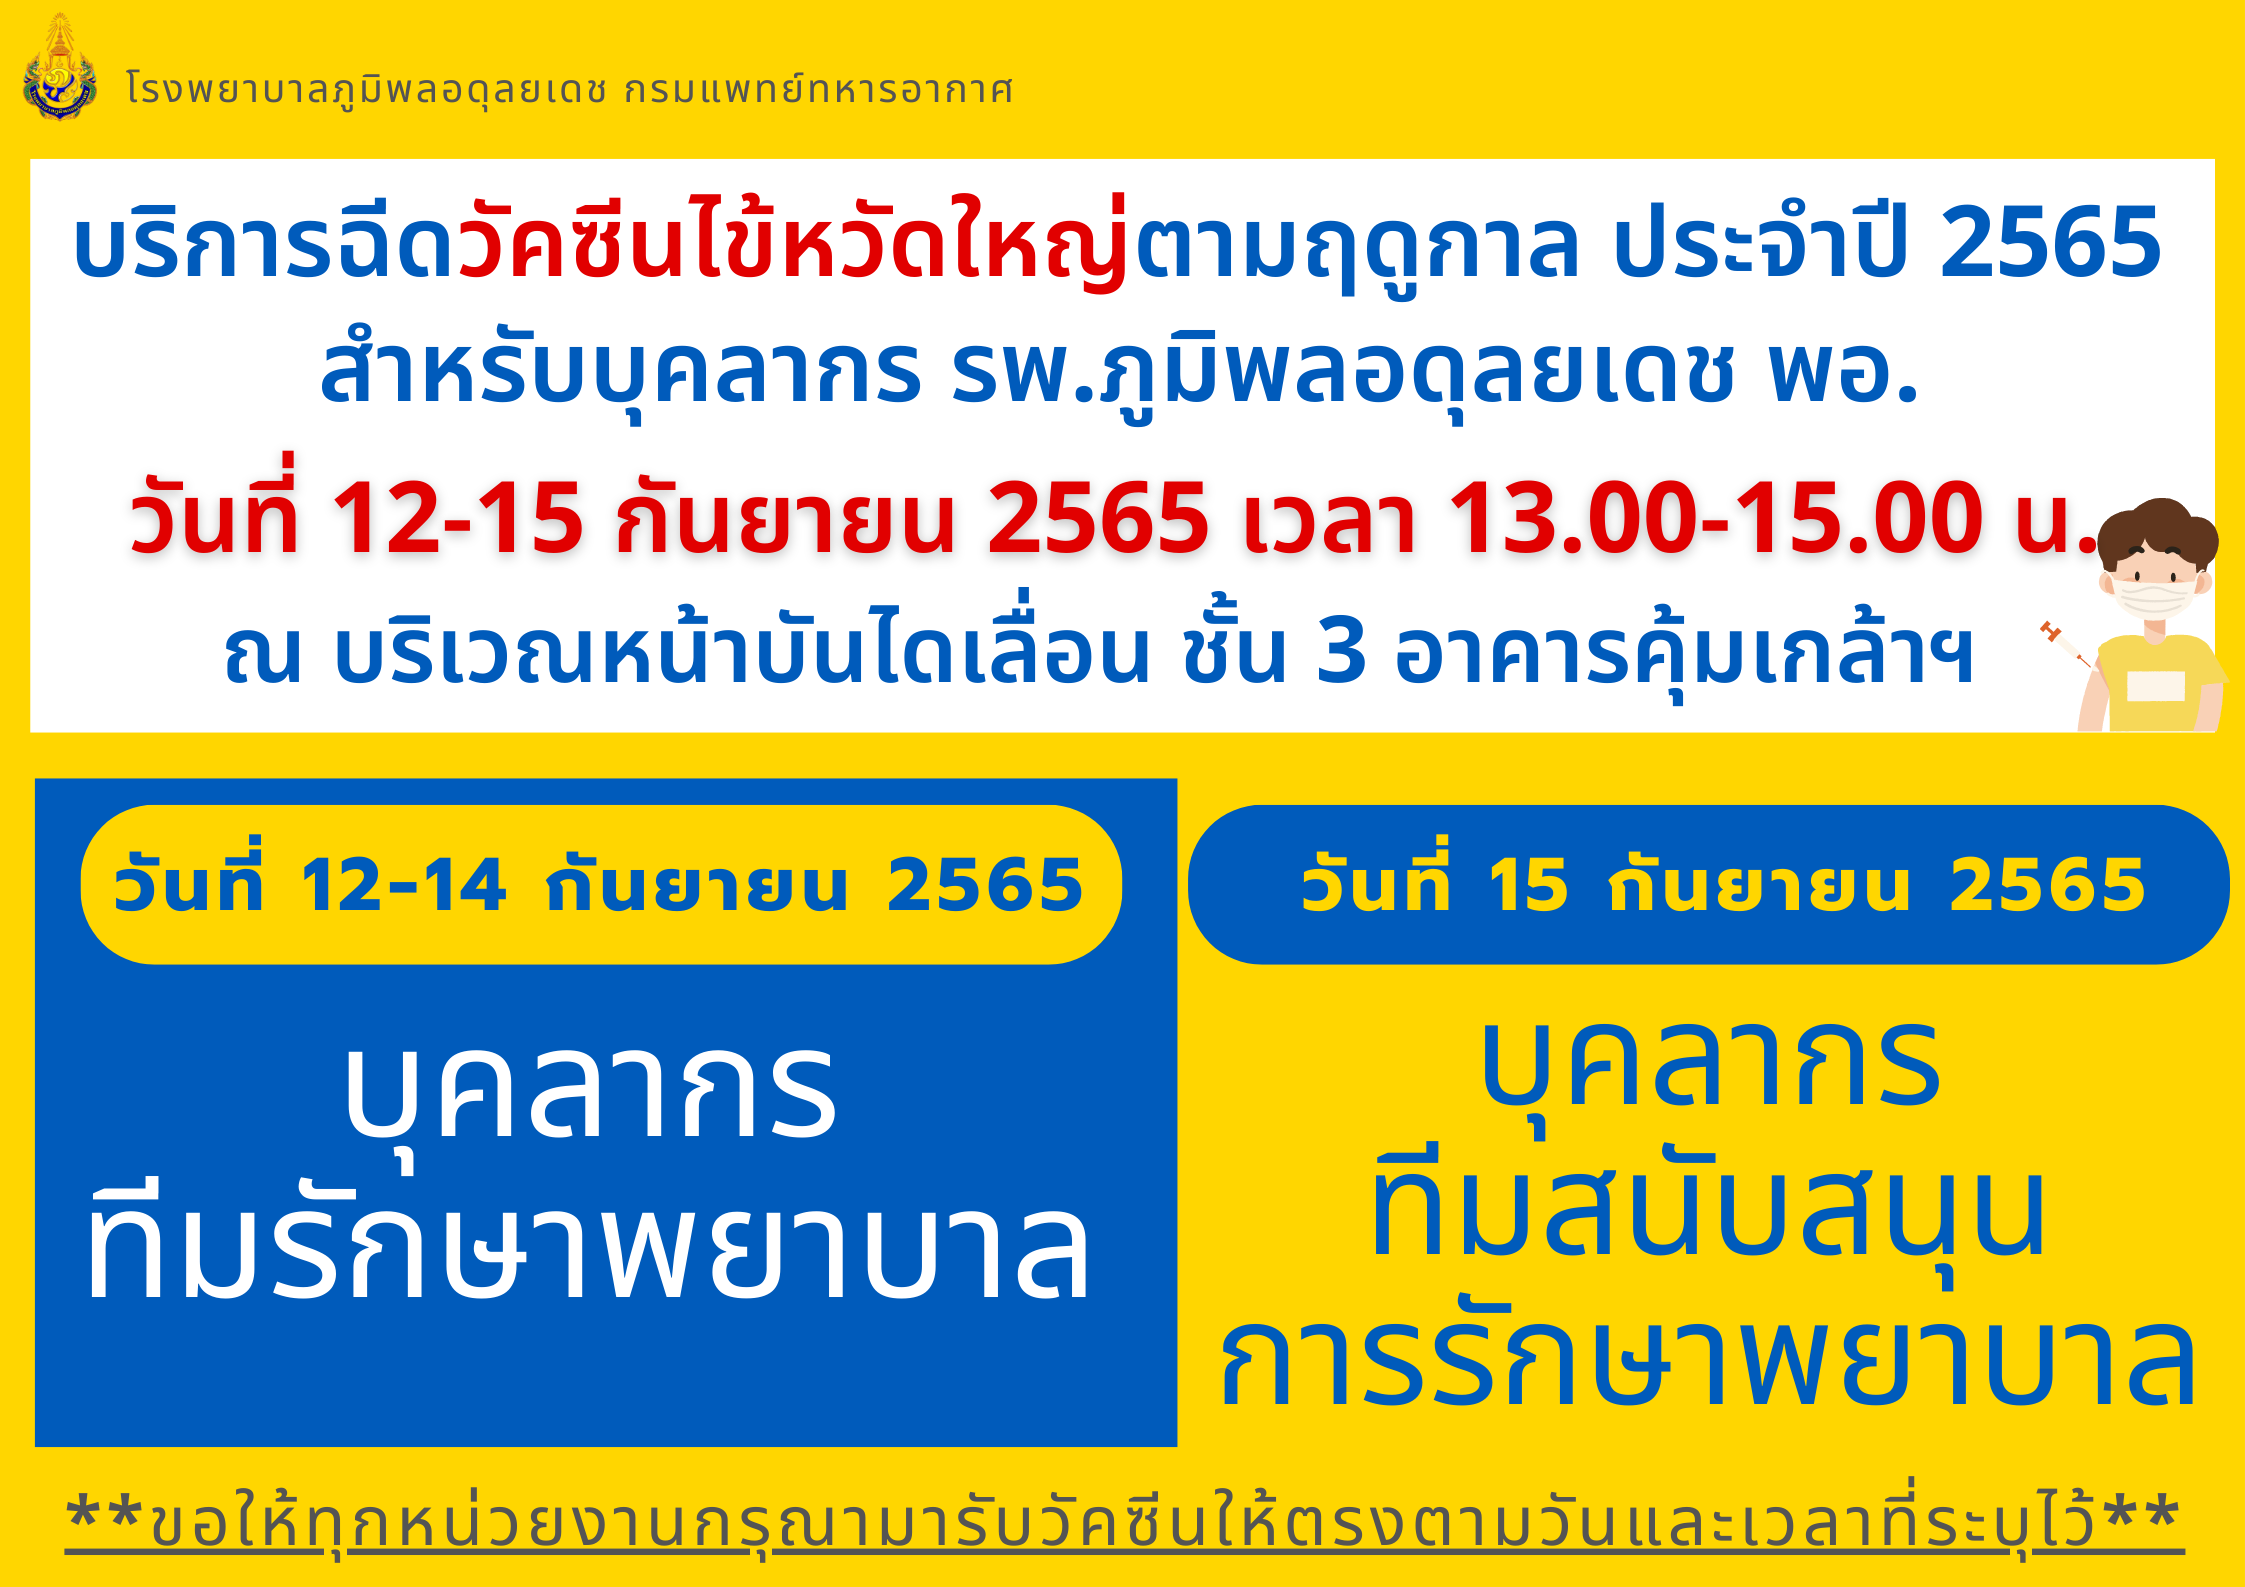 โรงพยาบาลภูมิพลอดุลยเดช กรมแพทย์ทหารอากาศ
บริการฉีดวัคซีนไข้หวัดใหญ่ตามฤดูกาล ประจำปี 2565
สำหรับบุคลากร รพ.ภูมิพลอดุลยเดช พอ.
วันที่ 12-15 กันยายน 2565 เวลา 13.00-15.00 น.
ณ บริเวณหน้าบันไดเลื่อน ชั้น 3 อาคารคุ้มเกล้าฯ
วันที่ 12-14 กันยายน 2565
บุคลากร
ทีมรักษาพยาบาล
วันที่ 15 กันยายน 2565
บุคลากร
ทีมสนับสนุน
การรักษาพยาบาล
**ขอให้ทุกหน่วยงานกรุณามารับวัคซีนให้ตรงตามวันและเวลาที่ระบุไว้**